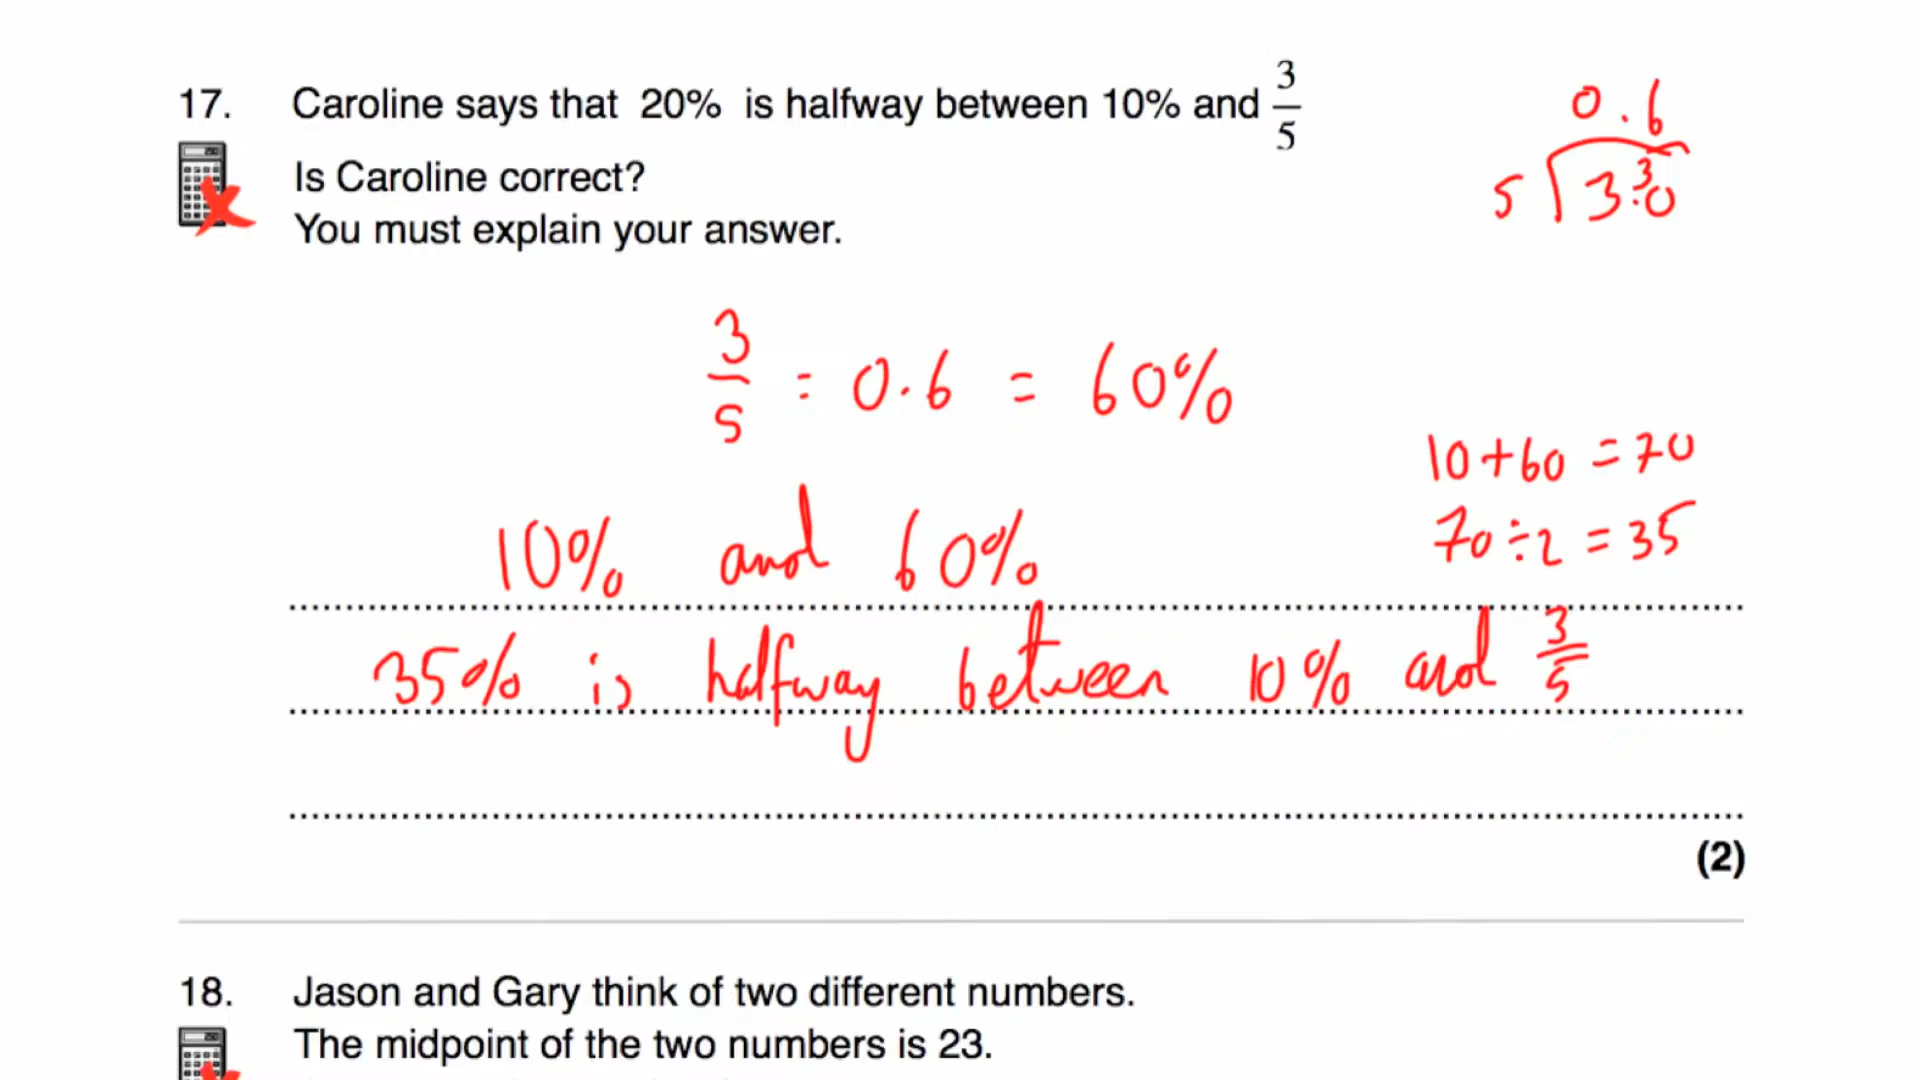 17. Caroline says that 20% is halfway between 10% and 3/5
Is Caroline correct?
You must explain your answer.
0.6
5 3.³0
3/5 = 0.6 = 60%
10+60 = 70
70÷2 = 35
10% and 60%
35% is halfway between 10% and 3/5
(2)
18. Jason and Gary think of two different numbers.
The midpoint of the two numbers is 23.